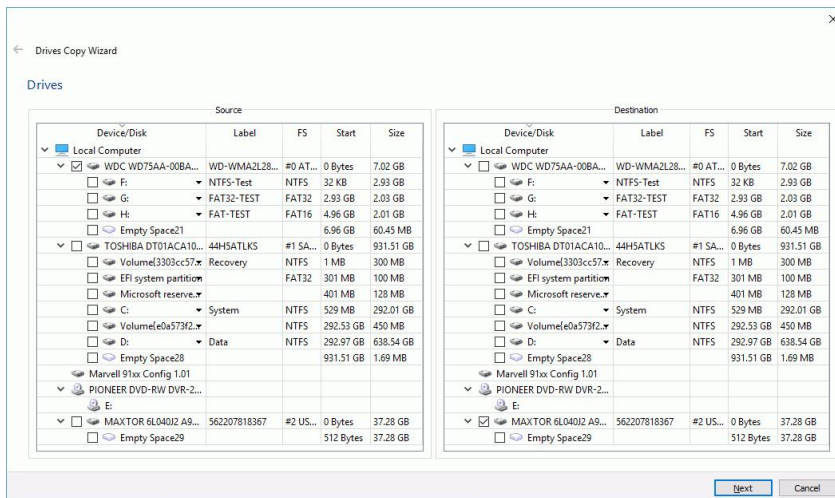 Drives Copy Wizard
Drives
Source
Device/Disk Label FS Start Size
Local Computer
WDC WD75AA-00BA... WD-WMA2L28... #0 AT... 0 Bytes 7.02 GB
F: NTFS-Test NTFS 32 KB 2.93 GB
G: FAT32-TEST FAT32 2.93 GB 2.03 GB
H: FAT-TEST FAT16 4.96 GB 2.01 GB
Empty Space21 6.96 GB 60.45 MB
TOSHIBA DT01ACA10... 44H5ATLKS #1 SA... 0 Bytes 931.51 GB
Volume{3303cc57... Recovery NTFS 1 MB 300 MB
EFI system partition FAT32 301 MB 100 MB
Microsoft reserve... 401 MB 128 MB
C: System NTFS 529 MB 292.01 GB
Volume{e0a573f2... NTFS 292.53 GB 450 MB
D: Data NTFS 292.97 GB 638.54 GB
Empty Space28 931.51 GB 1.69 MB
Marvell 91xx Config 1.01
PIONEER DVD-RW DVR-2...
E:
MAXTOR 6L040J2 A9... 562207818367 #2 US... 0 Bytes 37.28 GB
Empty Space29 512 Bytes 37.28 GB
Destination
Device/Disk Label FS Start Size
Local Computer
WDC WD75AA-00BA... WD-WMA2L28... #0 AT... 0 Bytes 7.02 GB
F: NTFS-Test NTFS 32 KB 2.93 GB
G: FAT32-TEST FAT32 2.93 GB 2.03 GB
H: FAT-TEST FAT16 4.96 GB 2.01 GB
Empty Space21 6.96 GB 60.45 MB
TOSHIBA DT01ACA10... 44H5ATLKS #1 SA... 0 Bytes 931.51 GB
Volume{3303cc57... Recovery NTFS 1 MB 300 MB
EFI system partition FAT32 301 MB 100 MB
Microsoft reserve... 401 MB 128 MB
C: System NTFS 529 MB 292.01 GB
Volume{e0a573f2... NTFS 292.53 GB 450 MB
D: Data NTFS 292.97 GB 638.54 GB
Empty Space28 931.51 GB 1.69 MB
Marvell 91xx Config 1.01
PIONEER DVD-RW DVR-2...
E:
MAXTOR 6L040J2 A9... 562207818367 #2 US... 0 Bytes 37.28 GB
Empty Space29 512 Bytes 37.28 GB
Next Cancel